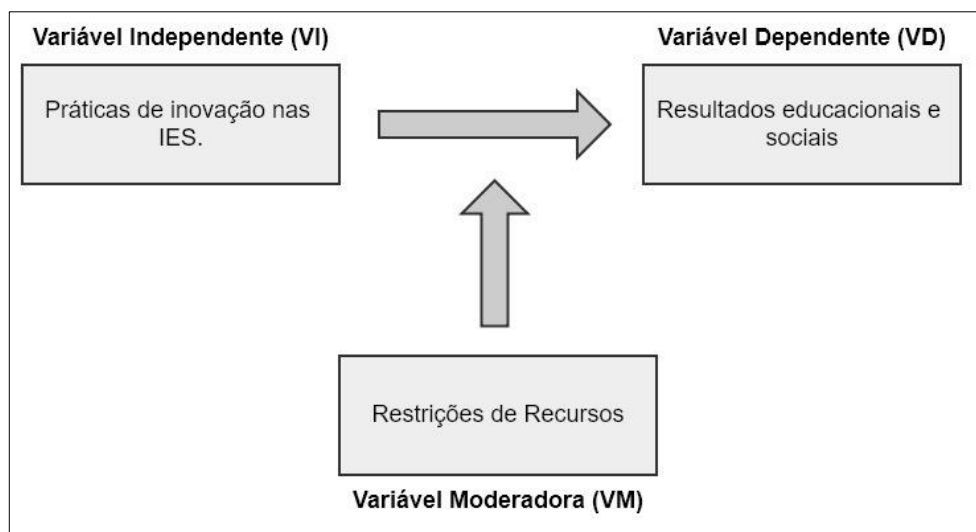 Variável Independente (VI)
Práticas de inovação nas
IES.
Variável Dependente (VD)
Resultados educacionais e
sociais
Restrições de Recursos
Variável Moderadora (VM)